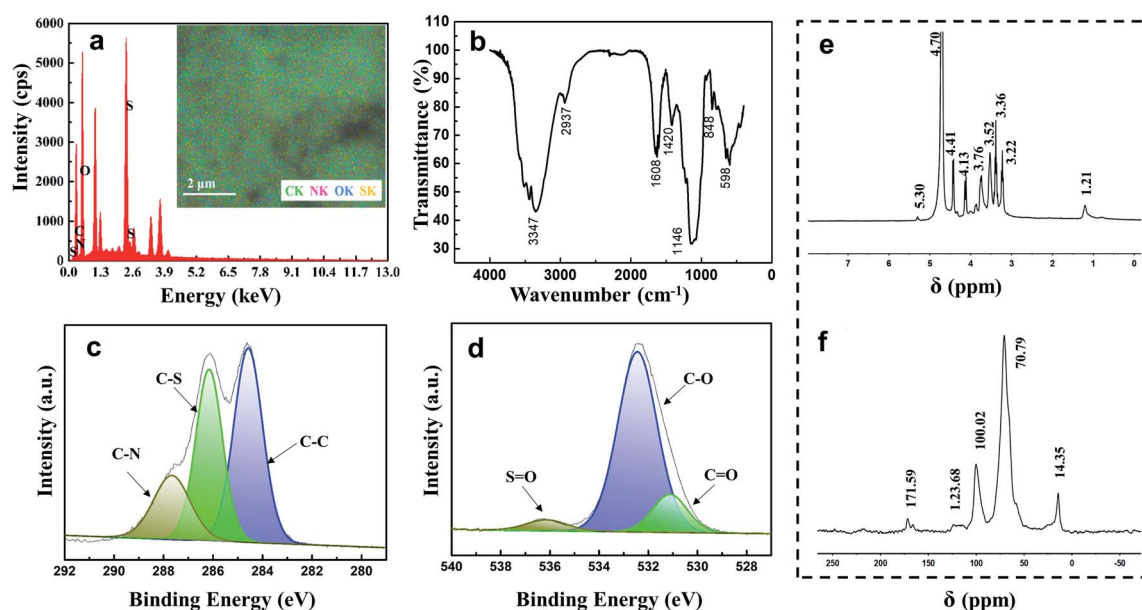 a
6000
5000
4000
3000
2000
1000
0
Intensity (cps)
S
O
C
N
S
S
2 μm
CK NK OK SK
0.0 1.3 2.6 3.9 5.2 6.5 7.8 9.1 10.4 11.7 13.0
Energy (keV)
b
110
100
90
80
70
60
50
40
30
Transmittance (%)
3347
2937
1608
1420
1146
848
598
4000 3000 2000 1000 0
Wavenumber (cm⁻¹)
c
Intensity (a.u.)
C-N
C-S
C-C
292 290 288 286 284 282 280
Binding Energy (eV)
d
Intensity (a.u.)
S=O
C-O
C=O
540 538 536 534 532 530 528
Binding Energy (eV)
e
5.30
4.70
4.41
4.13
3.76
3.52
3.36
3.22
1.21
7 6 5 4 3 2 1 0
δ (ppm)
f
171.59
1.23.68
100.02
70.79
14.35
250 200 150 100 50 0 -50
δ (ppm)